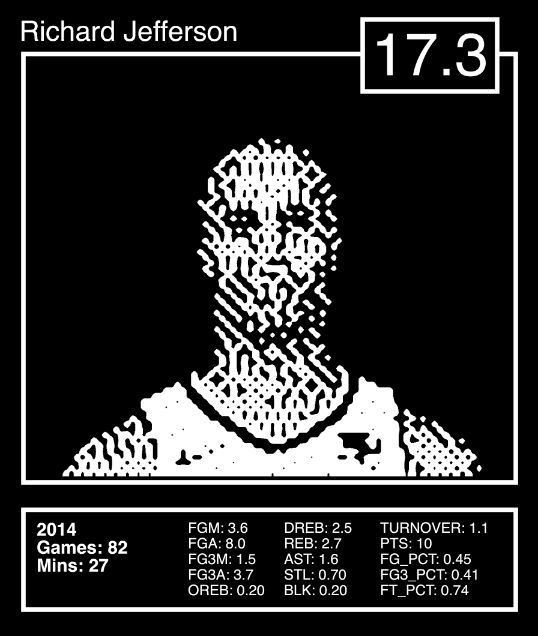 Richard Jefferson
17.3
2014
Games: 82
Mins: 27
FGM: 3.6
FGA: 8.0
FG3M: 1.5
FG3A: 3.7
OREB: 0.20
DREB: 2.5
REB: 2.7
AST: 1.6
STL: 0.70
BLK: 0.20
TURNOVER: 1.1
PTS: 10
FG_PCT: 0.45
FG3_PCT: 0.41
FT_PCT: 0.74